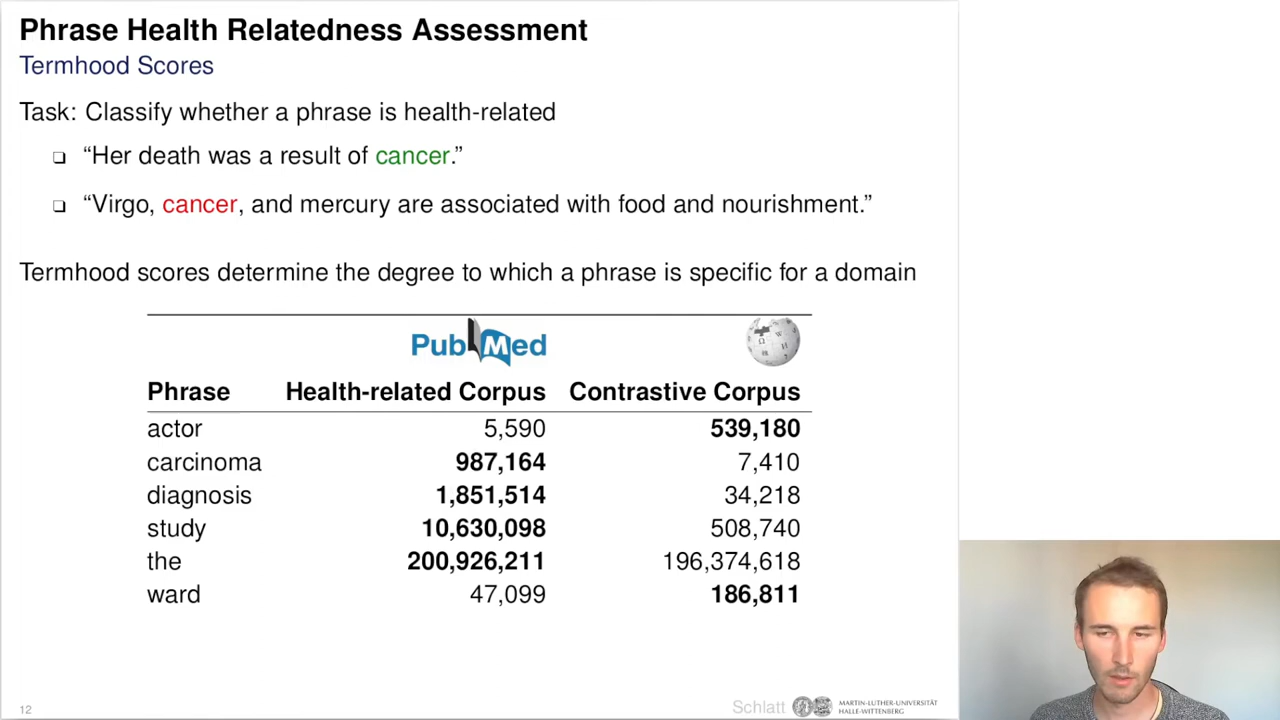 Phrase Health Relatedness Assessment
Termhood Scores
Task: Classify whether a phrase is health-related
❏ “Her death was a result of cancer.”
❏ “Virgo, cancer, and mercury are associated with food and nourishment.”
Termhood scores determine the degree to which a phrase is specific for a domain
PubMed
Phrase Health-related Corpus Contrastive Corpus
actor 5,590 539,180
carcinoma 987,164 7,410
diagnosis 1,851,514 34,218
study 10,630,098 508,740
the 200,926,211 196,374,618
ward 47,099 186,811
12
Schlatt
MARTIN-LUTHER-UNIVERSITÄT
HALLE-WITTENBERG